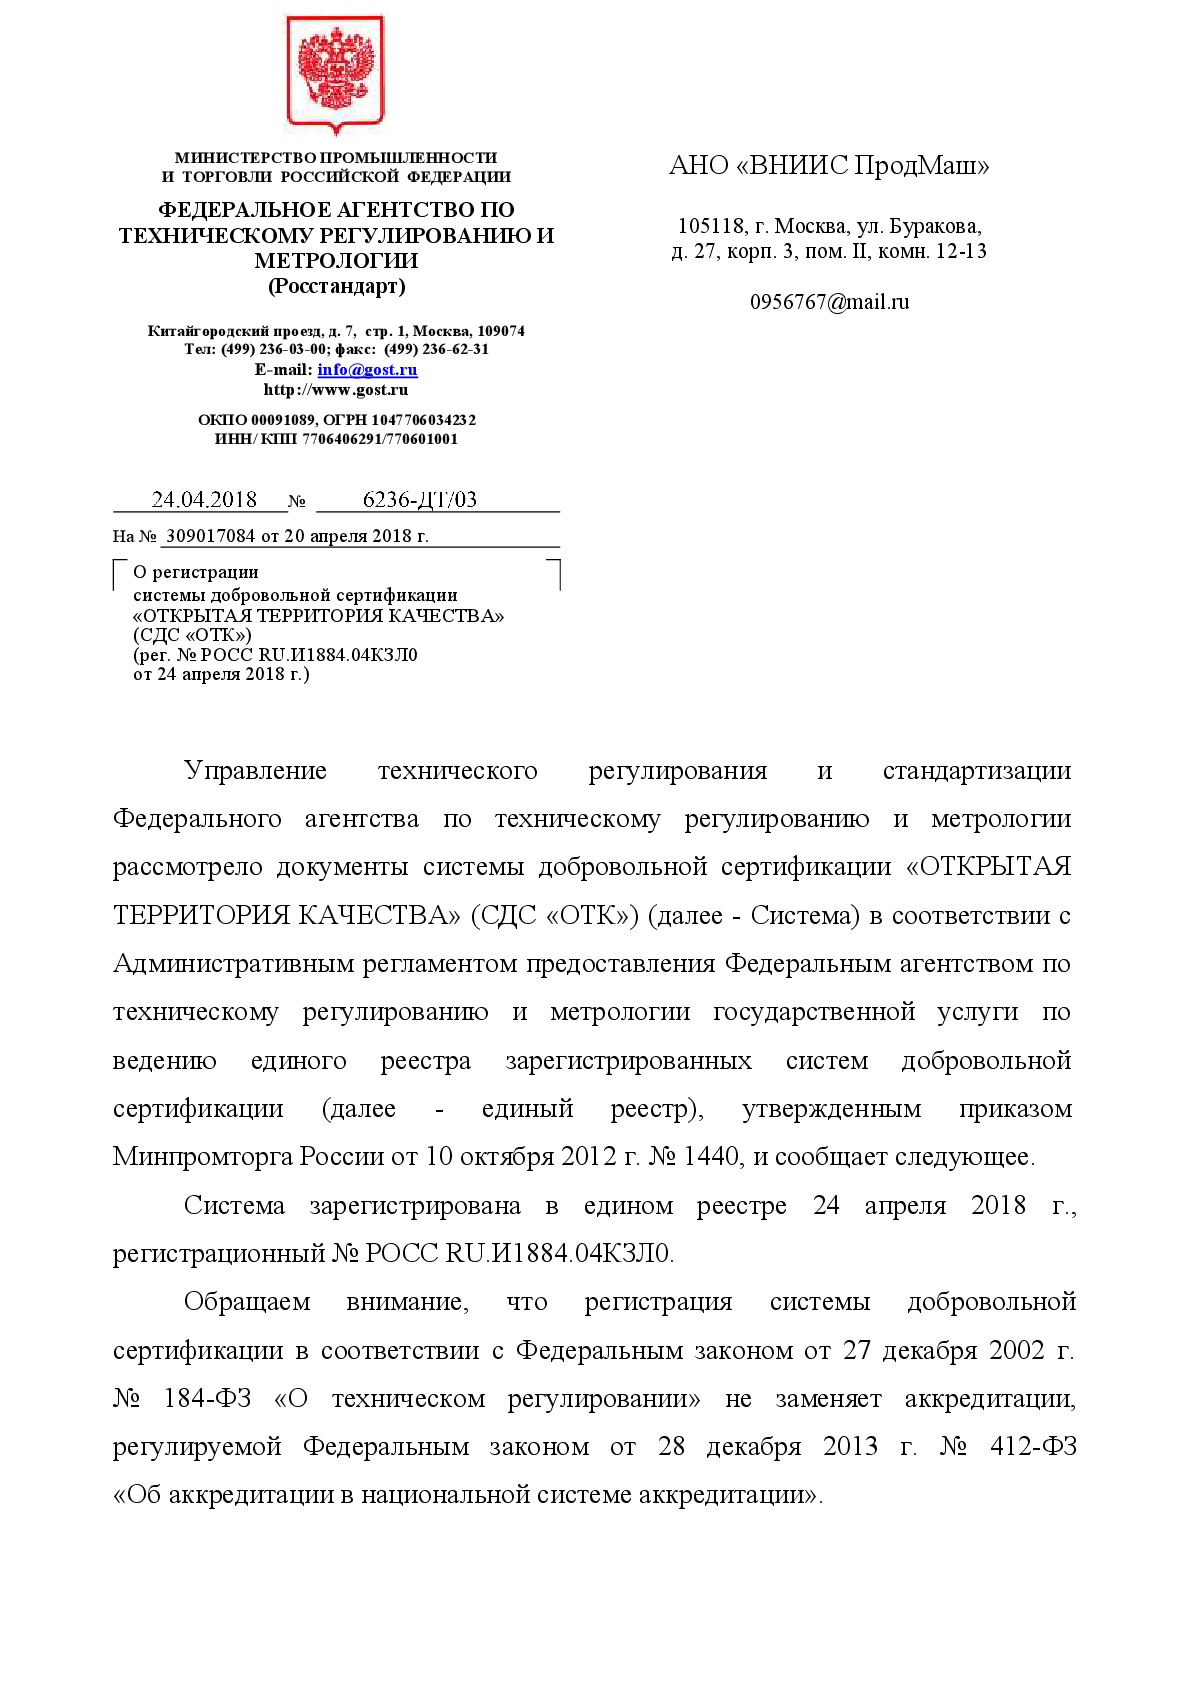 МИНИСТЕРСТВО ПРОМЫШЛЕННОСТИ
И ТОРГОВЛИ РОССИЙСКОЙ ФЕДЕРАЦИИ
ФЕДЕРАЛЬНОЕ АГЕНТСТВО ПО
ТЕХНИЧЕСКОМУ РЕГУЛИРОВАНИЮ И
МЕТРОЛОГИИ
(Росстандарт)
Китайгородский проезд, д. 7, стр. 1, Москва, 109074
Тел: (499) 236-03-00; факс: (499) 236-62-31
E-mail: info@gost.ru
http://www.gost.ru
ОКПО 00091089, ОГРН 1047706034232
ИНН/ КПП 7706406291/770601001
24.04.2018 № 6236-ДТ/03
На № 309017084 от 20 апреля 2018 г.
О регистрации
системы добровольной сертификации
«ОТКРЫТАЯ ТЕРРИТОРИЯ КАЧЕСТВА»
(СДС «ОТК»)
(рег. № РОСС RU.И1884.04КЗЛ0
от 24 апреля 2018 г.)
АНО «ВНИИС ПродМаш»
105118, г. Москва, ул. Буракова,
д. 27, корп. 3, пом. II, комн. 12-13
0956767@mail.ru
Управление технического регулирования и стандартизации
Федерального агентства по техническому регулированию и метрологии
рассмотрело документы системы добровольной сертификации «ОТКРЫТАЯ
ТЕРРИТОРИЯ КАЧЕСТВА» (СДС «ОТК») (далее - Система) в соответствии с
Административным регламентом предоставления Федеральным агентством по
техническому регулированию и метрологии государственной услуги по
ведению единого реестра зарегистрированных систем добровольной
сертификации (далее - единый реестр), утвержденным приказом
Минпромторга России от 10 октября 2012 г. № 1440, и сообщает следующее.
Система зарегистрирована в едином реестре 24 апреля 2018 г.,
регистрационный № РОСС RU.И1884.04КЗЛ0.
Обращаем внимание, что регистрация системы добровольной
сертификации в соответствии с Федеральным законом от 27 декабря 2002 г.
№ 184-ФЗ «О техническом регулировании» не заменяет аккредитации,
регулируемой Федеральным законом от 28 декабря 2013 г. № 412-ФЗ
«Об аккредитации в национальной системе аккредитации».